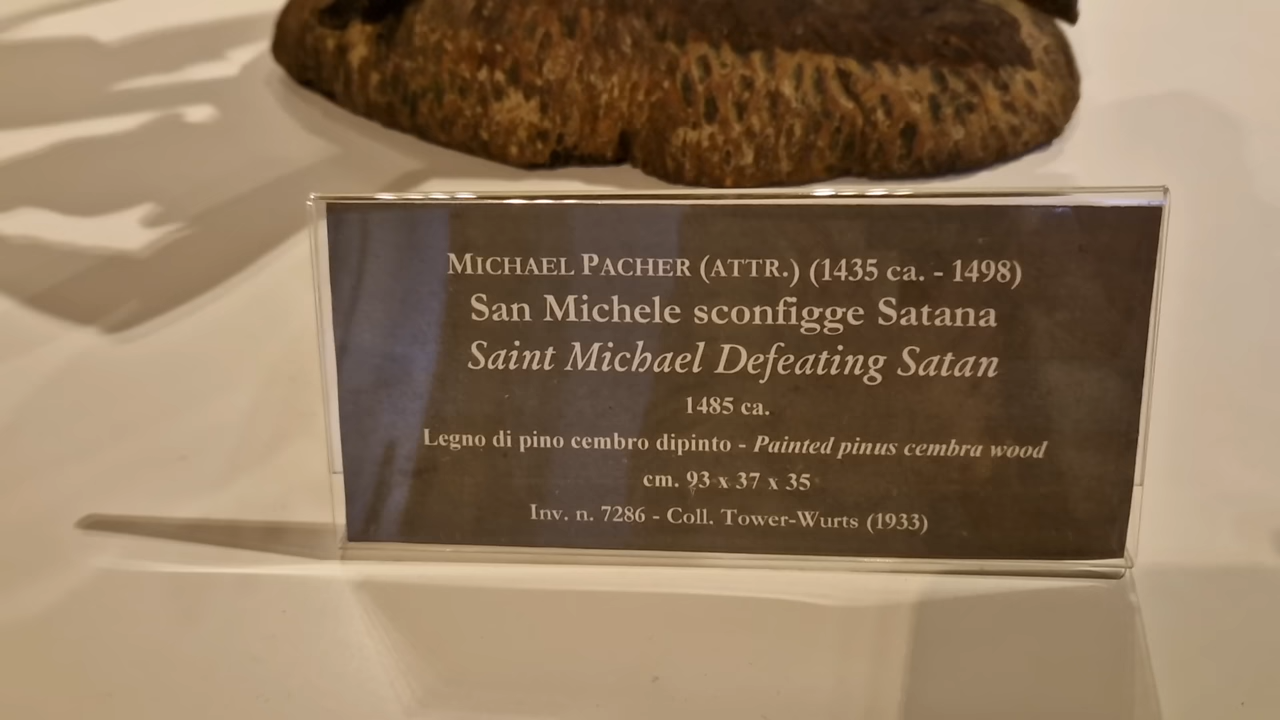 MICHAEL PACHER (ATTR.) (1435 ca. - 1498)
San Michele sconfigge Satana
Saint Michael Defeating Satan
1485 ca.
Legno di pino cembro dipinto - Painted pinus cembra wood
cm. 93 x 37 x 35
Inv. n. 7286 - Coll. Tower-Wurts (1933)